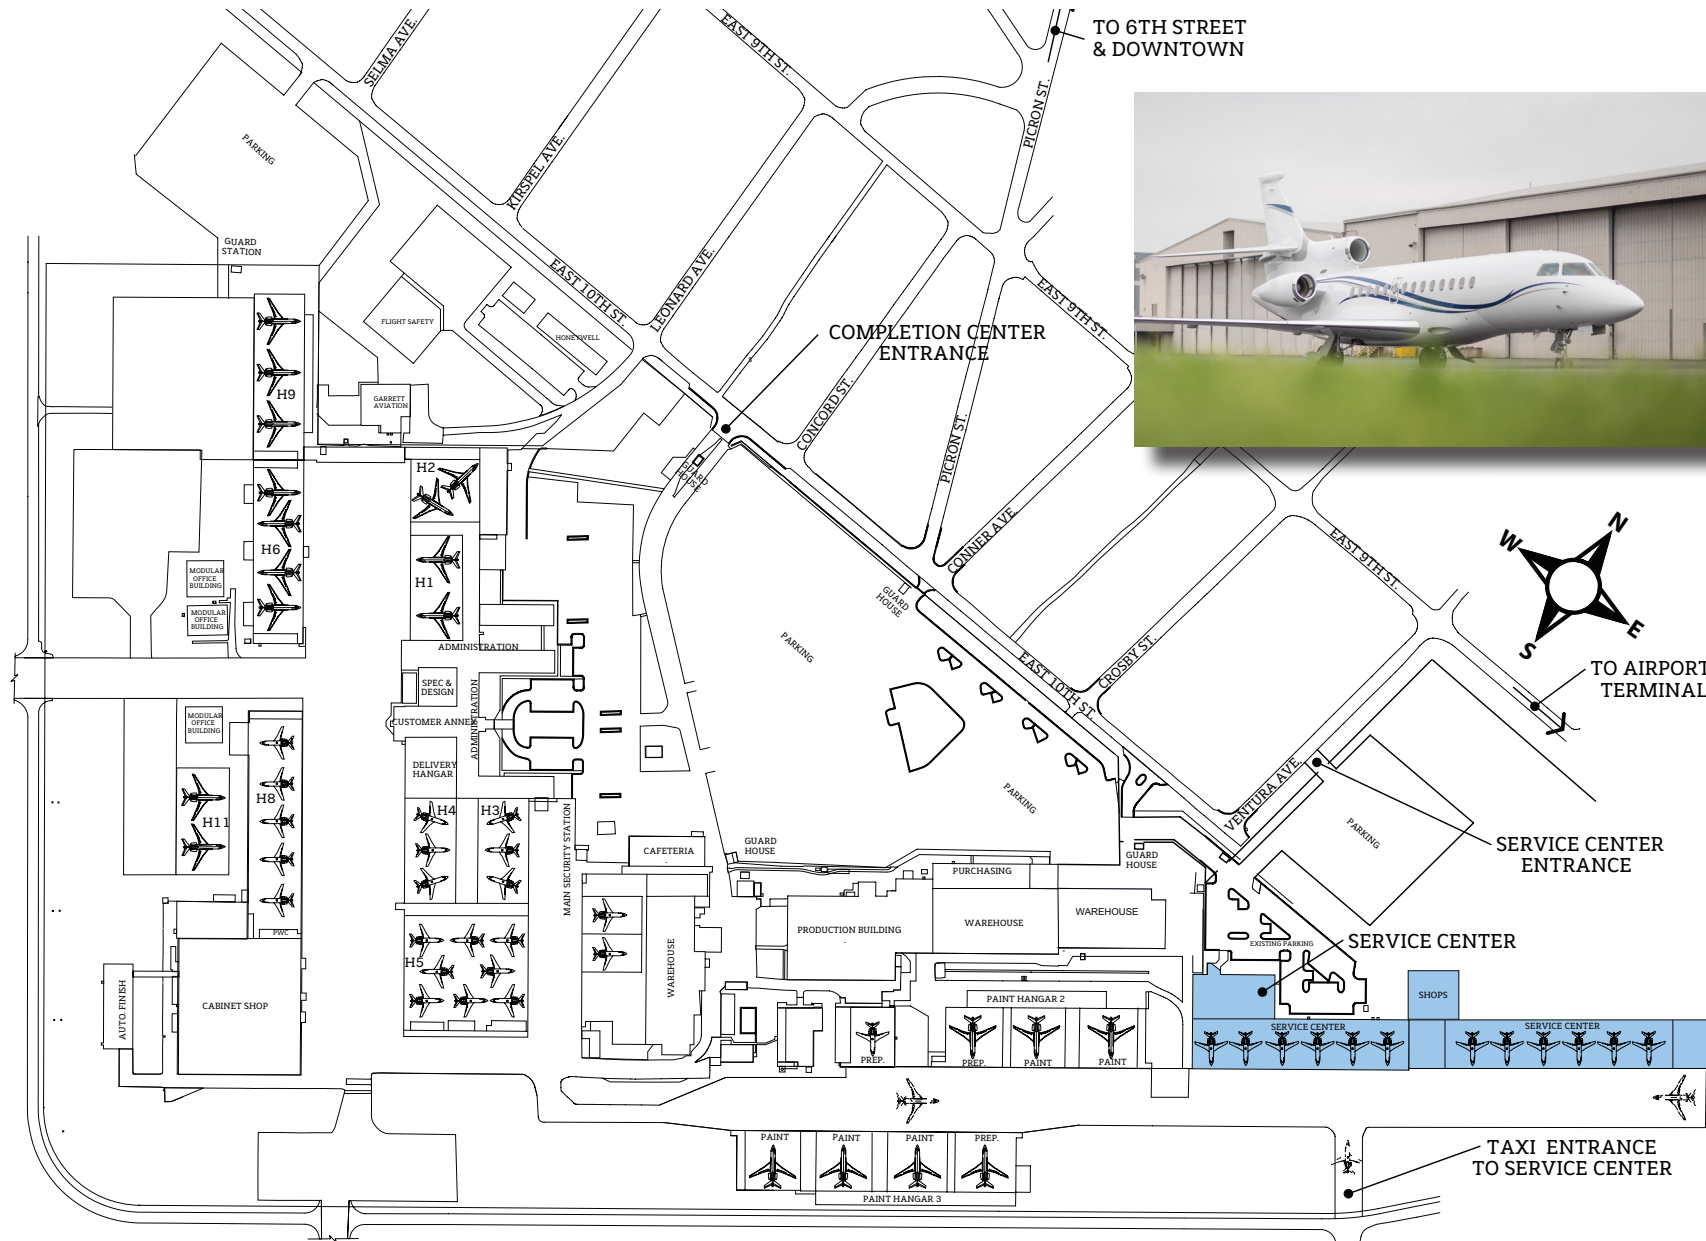 TO 6TH STREET
& DOWNTOWN
SELMA AVE.
EAST 9TH ST.
PICRON ST.
KIRSPEL AVE.
PARKING
GUARD
STATION
EAST 10TH ST.
LEONARD AVE.
EAST 9TH ST.
FLIGHT SAFETY
HONEYWELL
COMPLETION CENTER
ENTRANCE
H9
GARRETT
AVIATION
CONCORD ST.
PICRON ST.
H2
GUARD
HOUSE
CONNER AVE.
EAST 9TH ST.
N
W
E
S
H6
H1
MODULAR
OFFICE
BUILDING
MODULAR
OFFICE
BUILDING
GUARD
HOUSE
PARKING
ADMINISTRATION
EAST 10TH ST.
CROSBY ST.
TO AIRPORT
TERMINAL
SPEC &
DESIGN
ADMINISTRATION
CUSTOMER ANNEX
MODULAR
OFFICE
BUILDING
DELIVERY
HANGAR
PARKING
VENTURA AVE.
PARKING
H8
H11
H4
H3
MAIN SECURITY STATION
CAFETERIA
GUARD
HOUSE
GUARD
HOUSE
SERVICE CENTER
ENTRANCE
PURCHASING
WAREHOUSE
WAREHOUSE
PRODUCTION BUILDING
WAREHOUSE
PWC
H5
EXISTING PARKING
SERVICE CENTER
AUTO. FINISH
CABINET SHOP
PAINT HANGAR 2
SHOPS
SERVICE CENTER
SERVICE CENTER
PREP.
PREP.
PAINT
PAINT
PAINT
PAINT
PAINT
PREP.
PAINT HANGAR 3
TAXI ENTRANCE
TO SERVICE CENTER